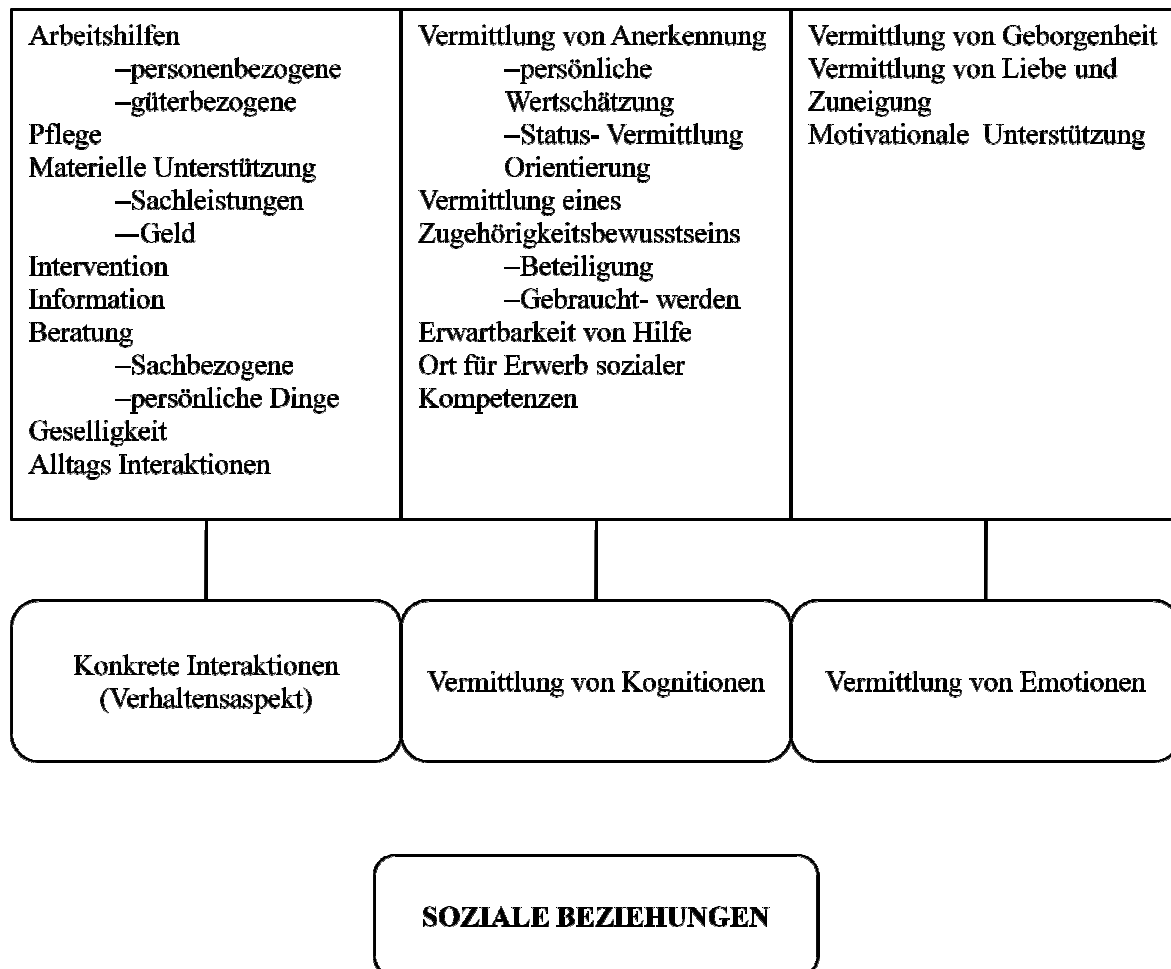 Arbeitshilfen
–personenbezogene
–güterbezogene
Pflege
Materielle Unterstützung
–Sachleistungen
—Geld
Intervention
Information
Beratung
–Sachbezogene
–persönliche Dinge
Geselligkeit
Alltags Interaktionen
Vermittlung von Anerkennung
–persönliche
Wertschätzung
–Status- Vermittlung
Orientierung
Vermittlung eines
Zugehörigkeitsbewusstseins
–Beteiligung
–Gebraucht- werden
Erwartbarkeit von Hilfe
Ort für Erwerb sozialer
Kompetenzen
Vermittlung von Geborgenheit
Vermittlung von Liebe und
Zuneigung
Motivationale Unterstützung
Konkrete Interaktionen
(Verhaltensaspekt)
Vermittlung von Kognitionen
Vermittlung von Emotionen
SOZIALE BEZIEHUNGEN